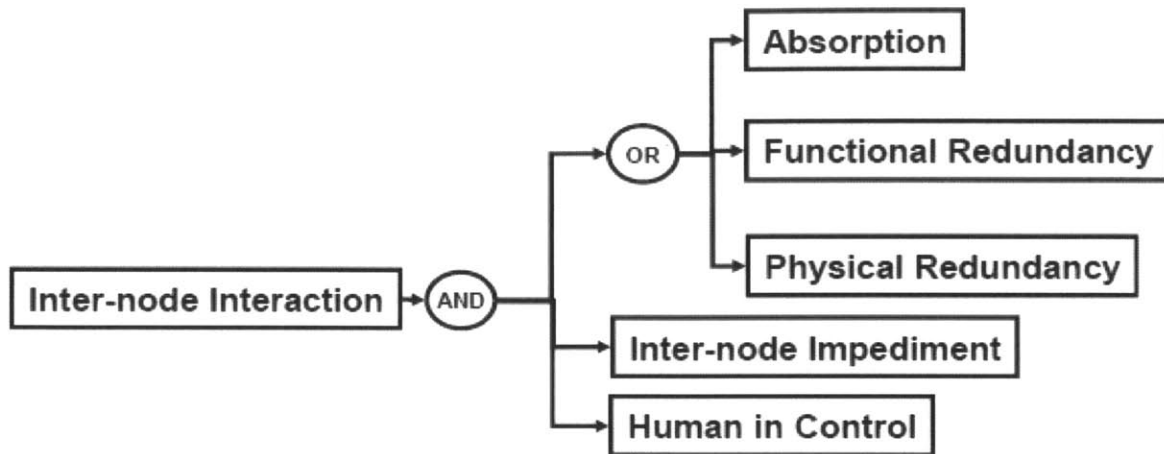 Absorption
OR
Functional Redundancy
Physical Redundancy
Inter-node Interaction
AND
Inter-node Impediment
Human in Control